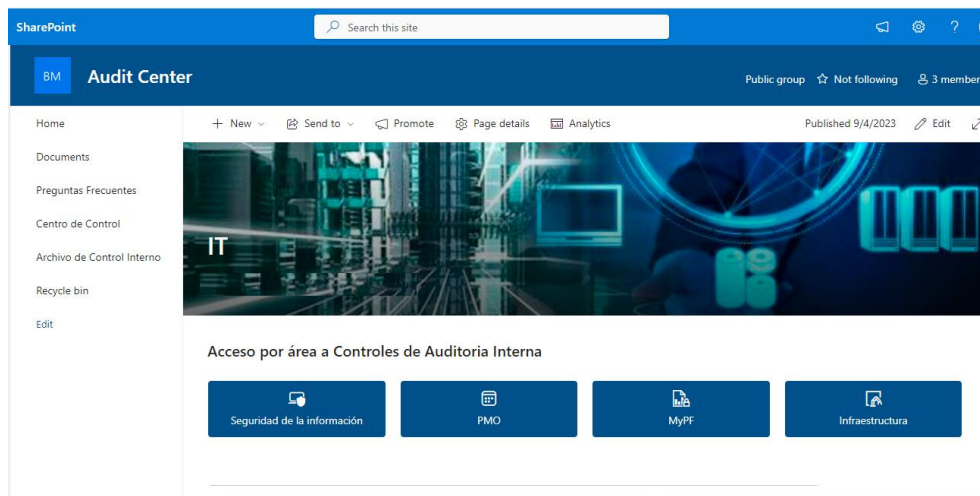 SharePoint
Search this site
BM
Audit Center
Public group
Not following
3 member
Home
Documents
Preguntas Frecuentes
Centro de Control
Archivo de Control Interno
Recycle bin
Edit
New
Send to
Promote
Page details
Analytics
Published 9/4/2023
Edit
IT
Acceso por área a Controles de Auditoria Interna
Seguridad de la información
PMO
MyPF
Infraestructura